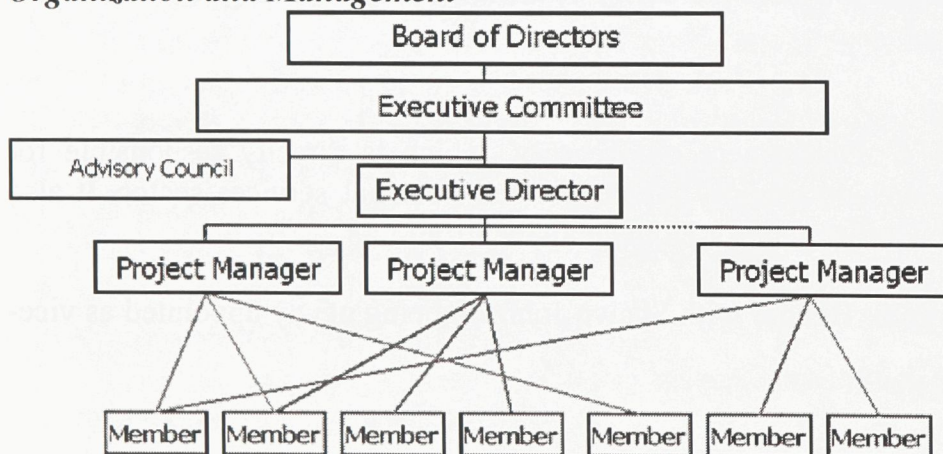 Organization and Management
Board of Directors
Executive Committee
Advisory Council
Executive Director
Project Manager Project Manager Project Manager
Member Member Member Member Member Member Member